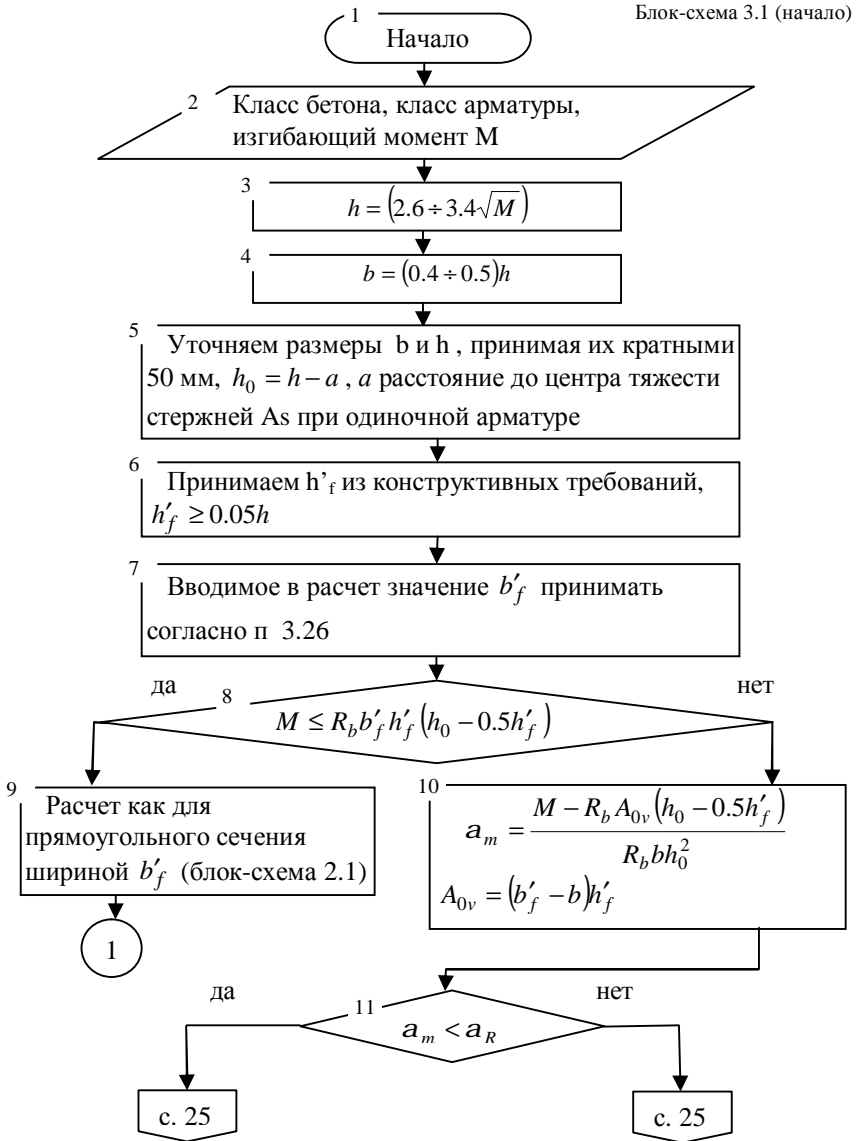 Блок-схема 3.1 (начало)
1
Начало
2
Класс бетона, класс арматуры,
изгибающий момент М
3
h = (2.6 ÷ 3.4√M)
4
b = (0.4 ÷ 0.5)h
5
Уточняем размеры b и h , принимая их кратными
50 мм, h₀ = h − a , a расстояние до центра тяжести
стержней As при одиночной арматуре
6
Принимаем h’f из конструктивных требований,
h′f ≥ 0.05h
7
Вводимое в расчет значение b′f принимать
согласно п 3.26
да
8
нет
M ≤ Rb b′f h′f (h₀ − 0.5h′f)
9
Расчет как для
прямоугольного сечения
шириной b′f (блок-схема 2.1)
1
10
am = (M − Rb A0v (h₀ − 0.5h′f)) / (Rb b h₀²)
A0v = (b′f − b)h′f
да
11
нет
am < aR
с. 25
с. 25